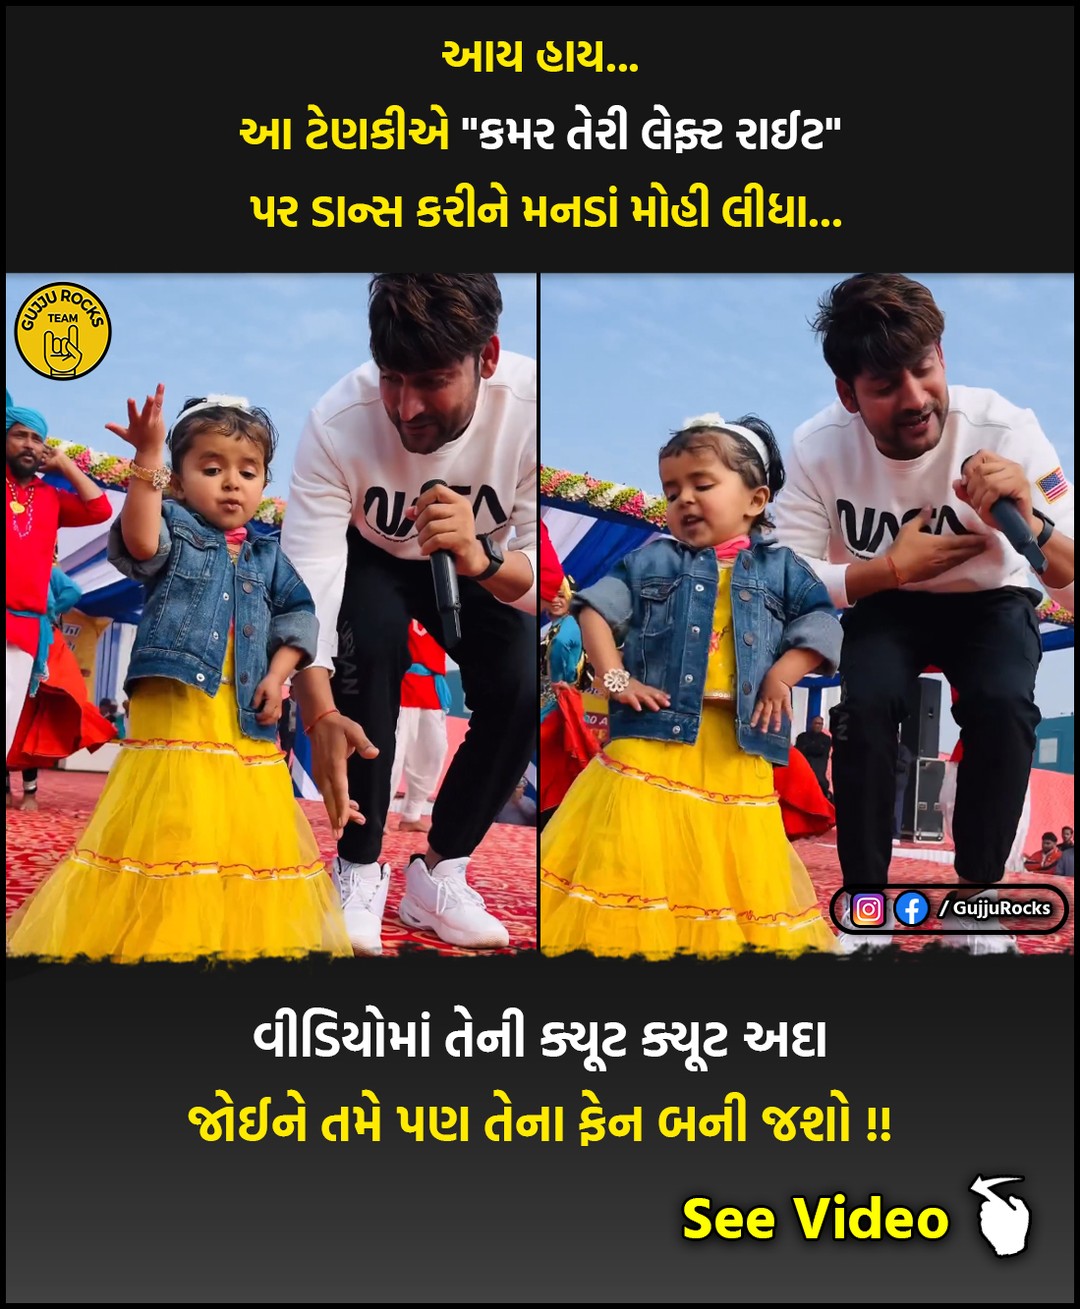 આય હાય...
આ ટેણકીએ "કમર તેરી લેફ્ટ રાઈટ"
પર ડાન્સ કરીને મનડાં મોહી લીધા...
GUJJU ROCKS
TEAM
NASA
NASA
/ GujjuRocks
વીડિયોમાં તેની ક્યૂટ ક્યૂટ અદા
જોઈને તમે પણ તેના ફેન બની જશો !!
See Video